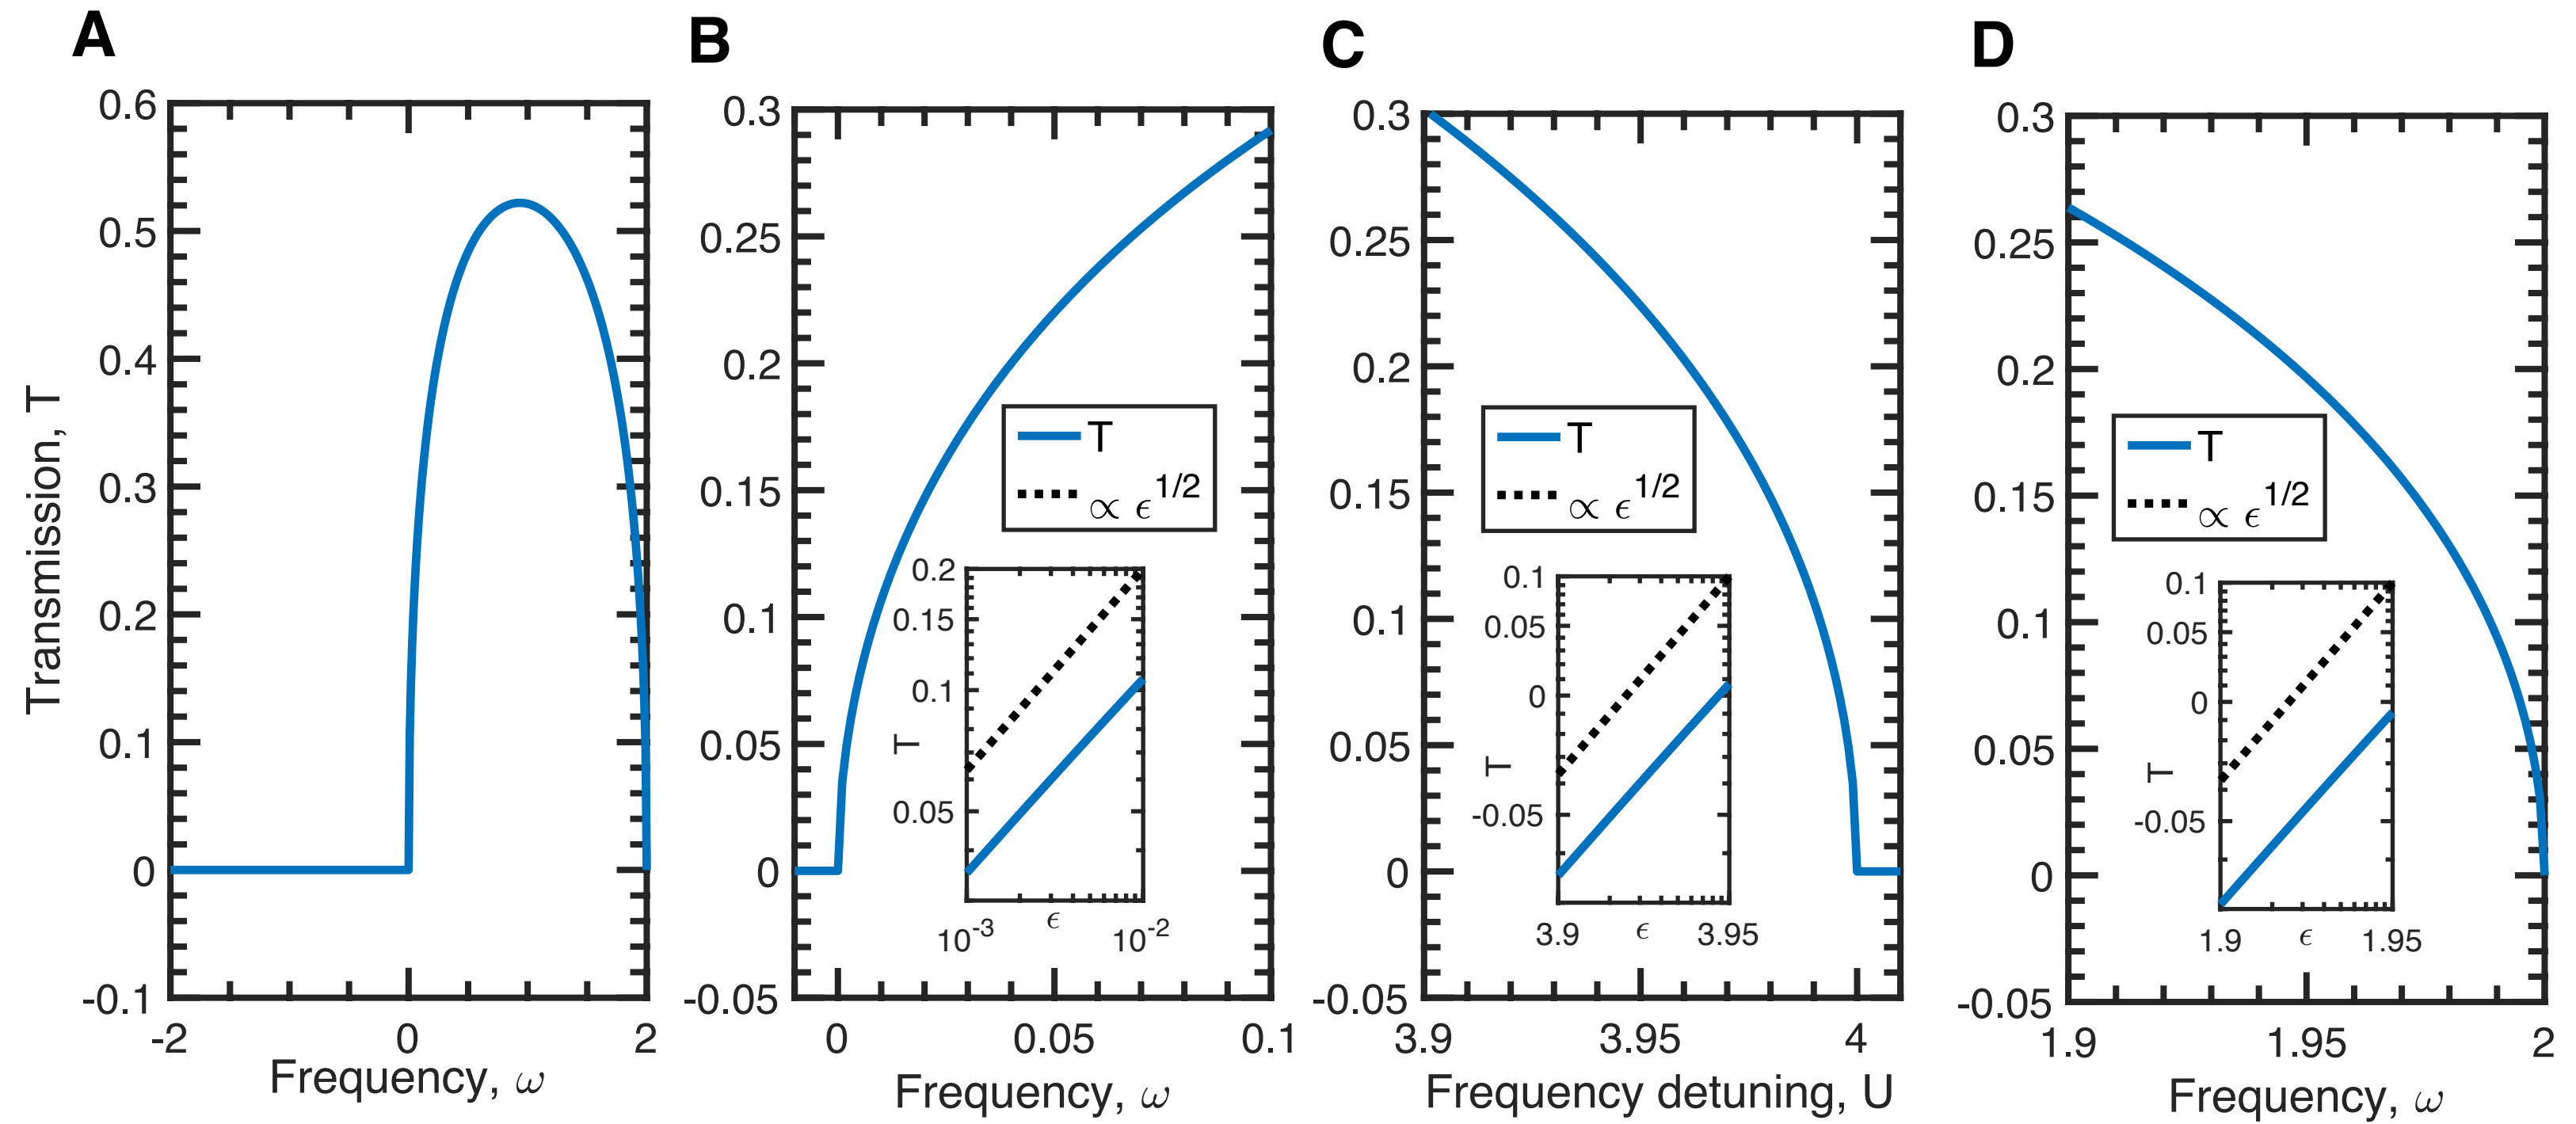 A
Transmission, T
0.6
0.5
0.4
0.3
0.2
0.1
0
-0.1
-2 0 2
Frequency, ω
B
0.3
0.25
0.2
0.15
0.1
0.05
0
-0.05
0 0.05 0.1
Frequency, ω
T
∝ ϵ^1/2
0.2
0.15
0.1
0.05
T
10^-3 ϵ 10^-2
C
0.3
0.25
0.2
0.15
0.1
0.05
0
-0.05
3.9 3.95 4
Frequency detuning, U
T
∝ ϵ^1/2
0.1
0.05
0
-0.05
T
3.9 ϵ 3.95
D
0.3
0.25
0.2
0.15
0.1
0.05
0
-0.05
1.9 1.95 2
Frequency, ω
T
∝ ϵ^1/2
0.1
0.05
0
-0.05
T
1.9 ϵ 1.95